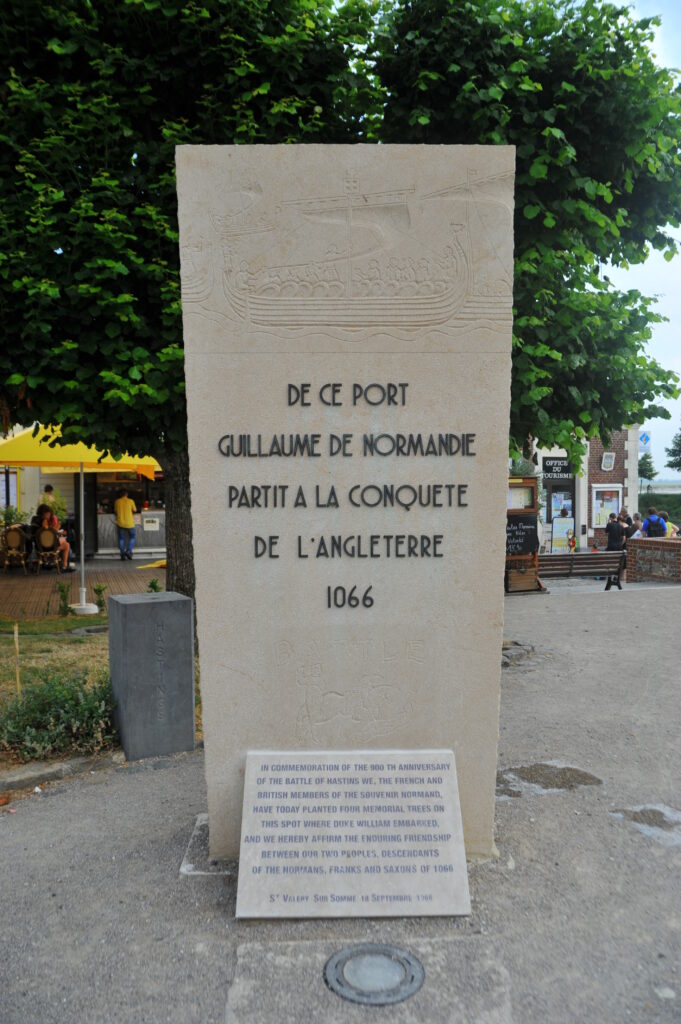 DE CE PORT
GUILLAUME DE NORMANDIE
PARTIT A LA CONQUETE
DE L'ANGLETERRE
1066
BATTLE
IN COMMEMORATION OF THE 900 TH ANNIVERSARY
OF THE BATTLE OF HASTINS WE, THE FRENCH AND
BRITISH MEMBERS OF THE SOUVENIR NORMAND,
HAVE TODAY PLANTED FOUR MEMORIAL TREES ON
THIS SPOT WHERE DUKE WILLIAM EMBARKED,
AND WE HEREBY AFFIRM THE ENDURING FRIENDSHIP
BETWEEN OUR TWO PEOPLES, DESCENDANTS
OF THE NORMANS, FRANKS AND SAXONS OF 1066
ST VALERY SUR SOMME 18 SEPTEMBRE 1966
HASTINGS
OFFICE
DU
TOURISME